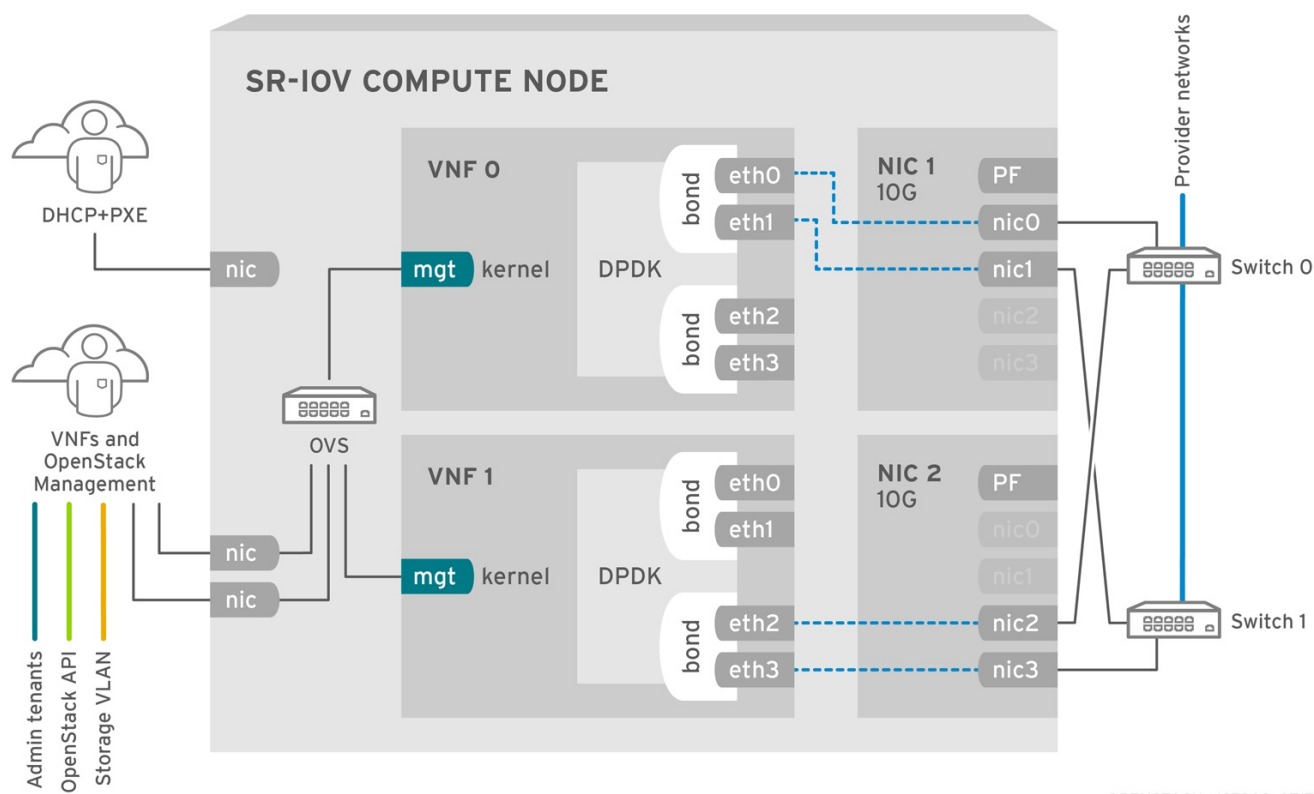 SR-IOV COMPUTE NODE
Provider networks
DHCP+PXE
nic
VNF 0
mgt
kernel
DPDK
bond
eth0
eth1
bond
eth2
eth3
NIC 1
10G
PF
nic0
nic1
nic2
nic3
Switch 0
VNFs and
OpenStack
Management
OVS
nic
nic
VNF 1
mgt
kernel
DPDK
bond
eth0
eth1
bond
eth2
eth3
NIC 2
10G
PF
nic0
nic1
nic2
nic3
Switch 1
Admin tenants
OpenStack API
Storage VLAN